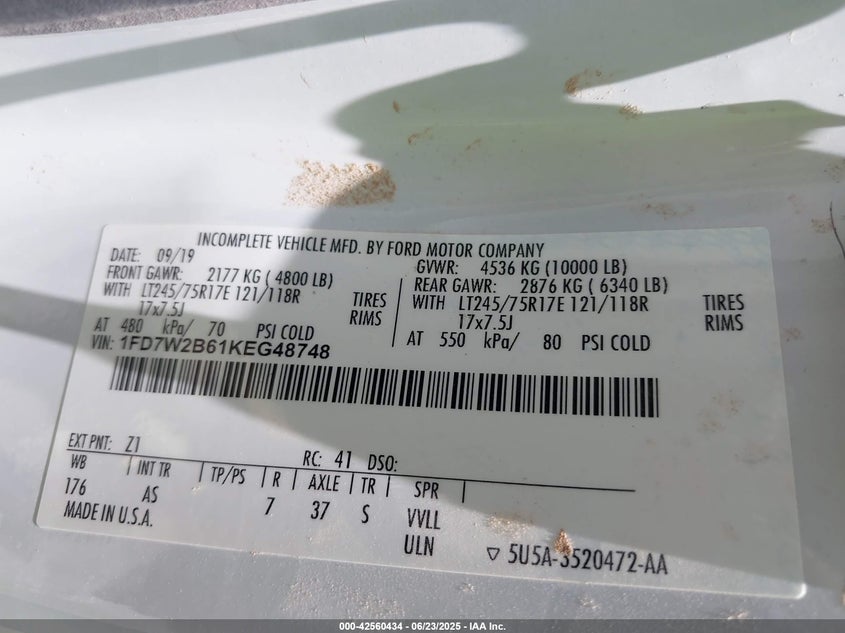 INCOMPLETE VEHICLE MFD. BY FORD MOTOR COMPANY
DATE: 09/19 GVWR: 4536 KG (10000 LB)
FRONT GAWR: 2177 KG ( 4800 LB) REAR GAWR: 2876 KG ( 6340 LB)
WITH LT245/75R17E 121/118R TIRES WITH LT245/75R17E 121/118R TIRES
17x7.5J RIMS 17x7.5J RIMS
AT 480 kPa/ 70 PSI COLD AT 550 kPa/ 80 PSI COLD
VIN: 1FD7W2B61KEG48748
EXT PNT: Z1 RC: 41 DSO:
WB INT TR TP/PS R AXLE TR SPR
176 AS 7 37 S VVLL
MADE IN U.S.A. ULN
▽ 5U5A-3520472-AA
000-42560434 - 06/23/2025 - IAA Inc.